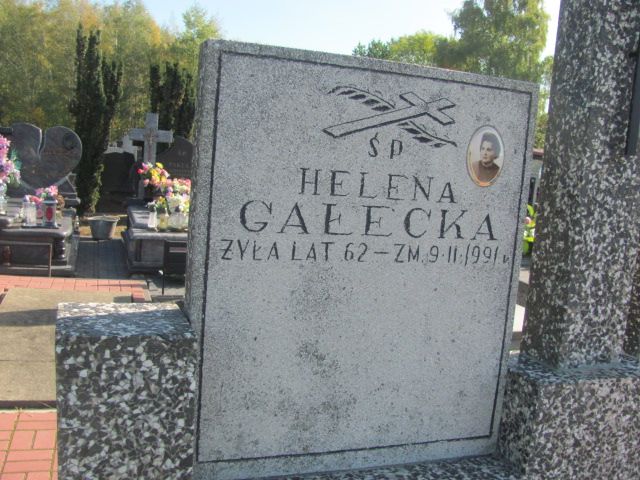 ŚP
HELENA
GAŁECKA
ŻYŁA LAT 62 - ZM. 9.II.1991 r.